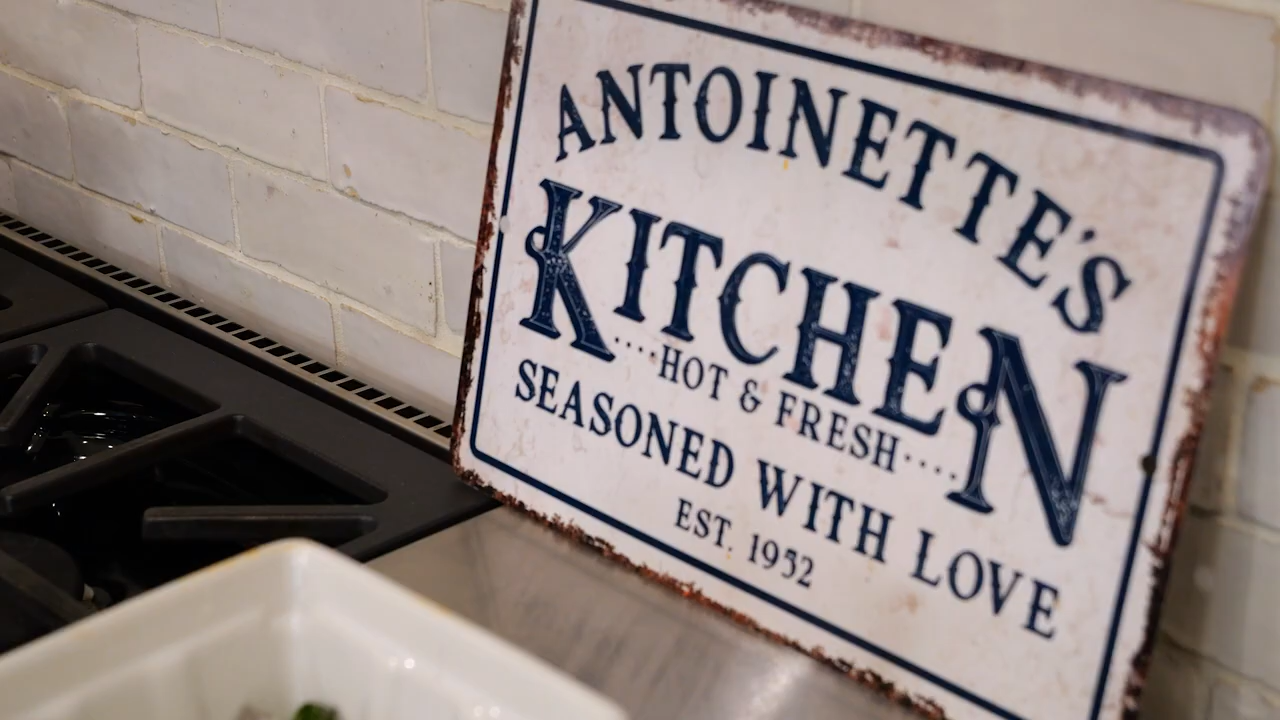 ANTOINETTE'S
KITCHEN
....HOT & FRESH....
SEASONED WITH LOVE
EST. 1952